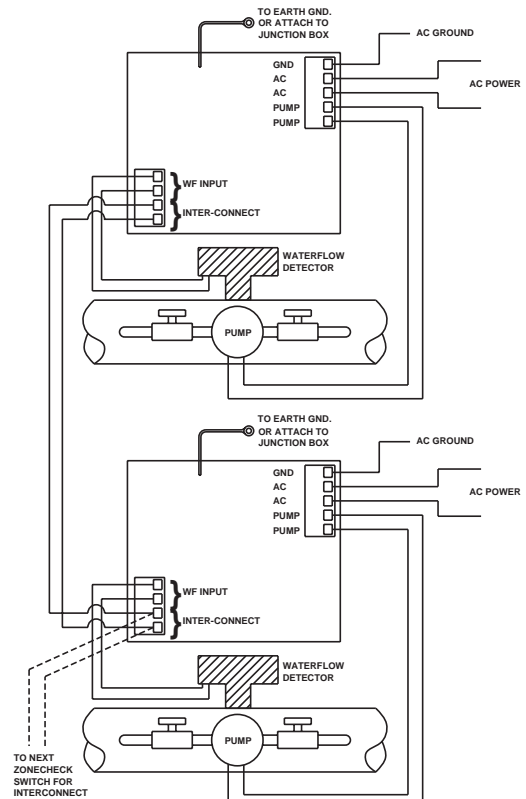 TO EARTH GND.
OR ATTACH TO
JUNCTION BOX
AC GROUND
GND
AC
AC
PUMP
PUMP
AC POWER
WF INPUT
INTER-CONNECT
WATERFLOW
DETECTOR
PUMP
TO EARTH GND.
OR ATTACH TO
JUNCTION BOX
AC GROUND
GND
AC
AC
PUMP
PUMP
AC POWER
WF INPUT
INTER-CONNECT
WATERFLOW
DETECTOR
PUMP
TO NEXT
ZONECHECK
SWITCH FOR
INTERCONNECT